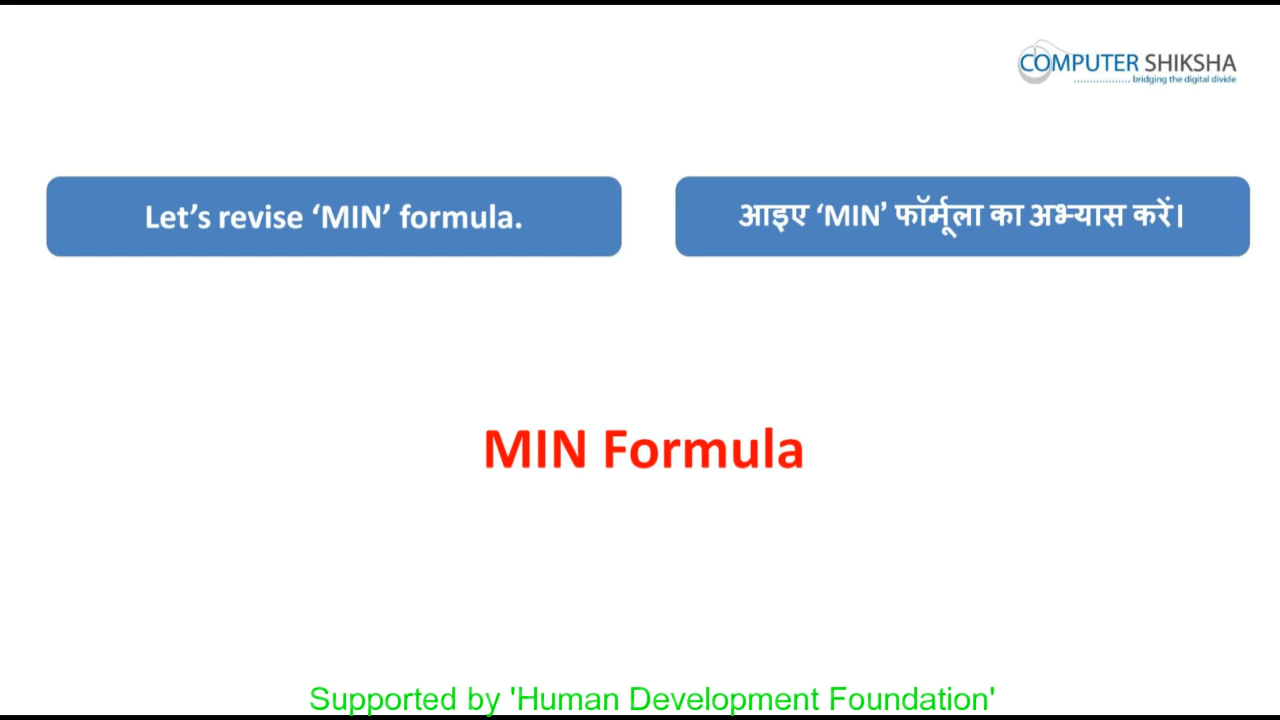 COMPUTER SHIKSHA
bridging the digital divide
Let’s revise ‘MIN’ formula.
आइए ‘MIN’ फॉर्मूला का अभ्यास करें।
MIN Formula
Supported by 'Human Development Foundation'